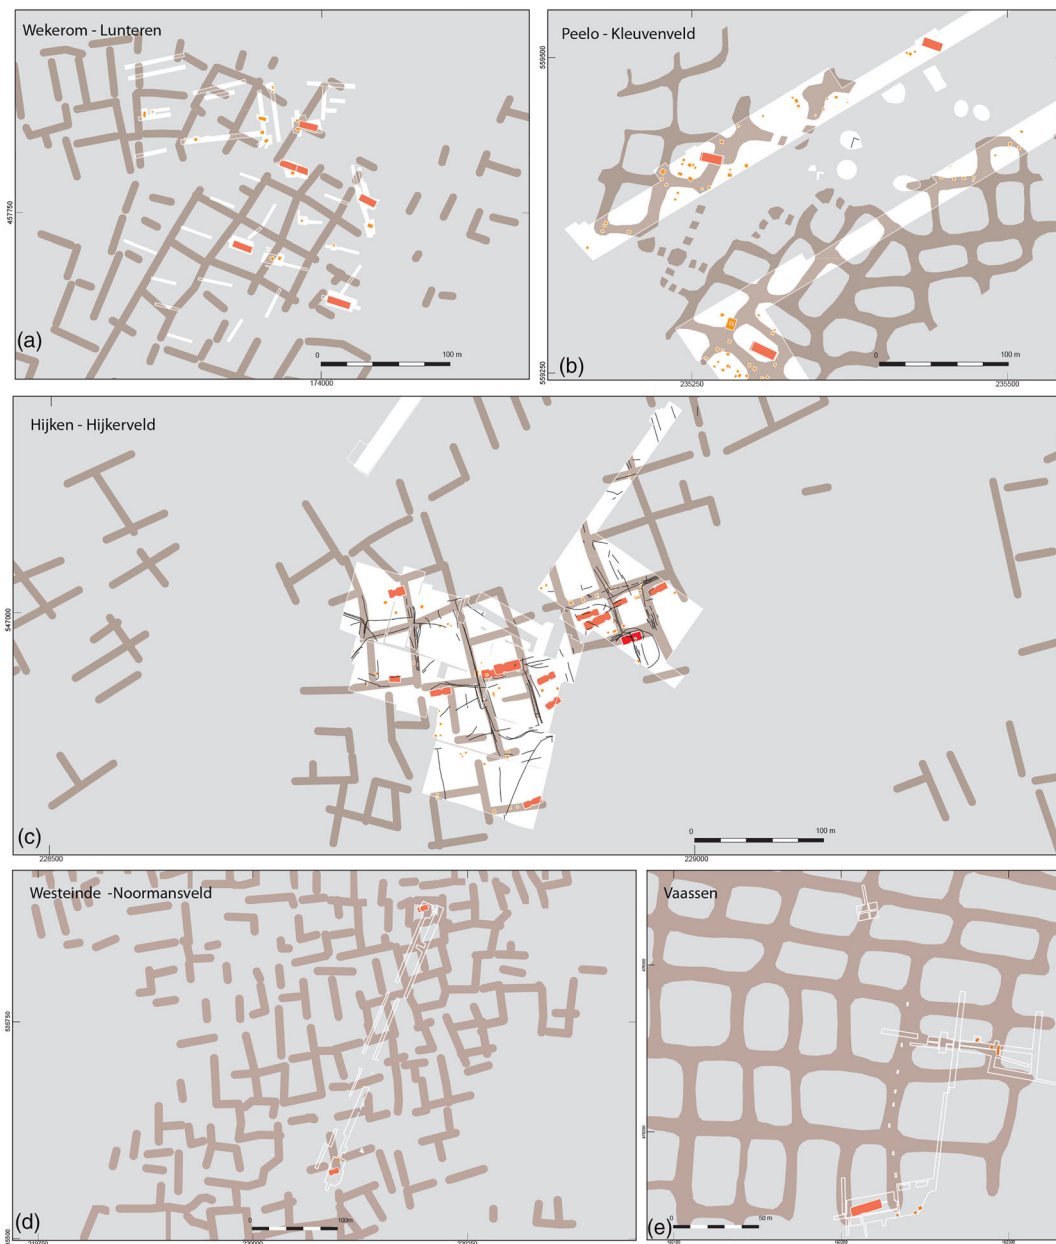 Wekerom - Lunteren
457750
(a)
0
100 m
174000
Peelo - Kleuvenveld
559500
559250
(b)
0
100 m
235250
235500
Hijken - Hijkerveld
547000
(c)
0
100 m
228500
229000
Westeinde -Noormansveld
535750
(d)
0
100m
Vaassen
(e)
0
50 m